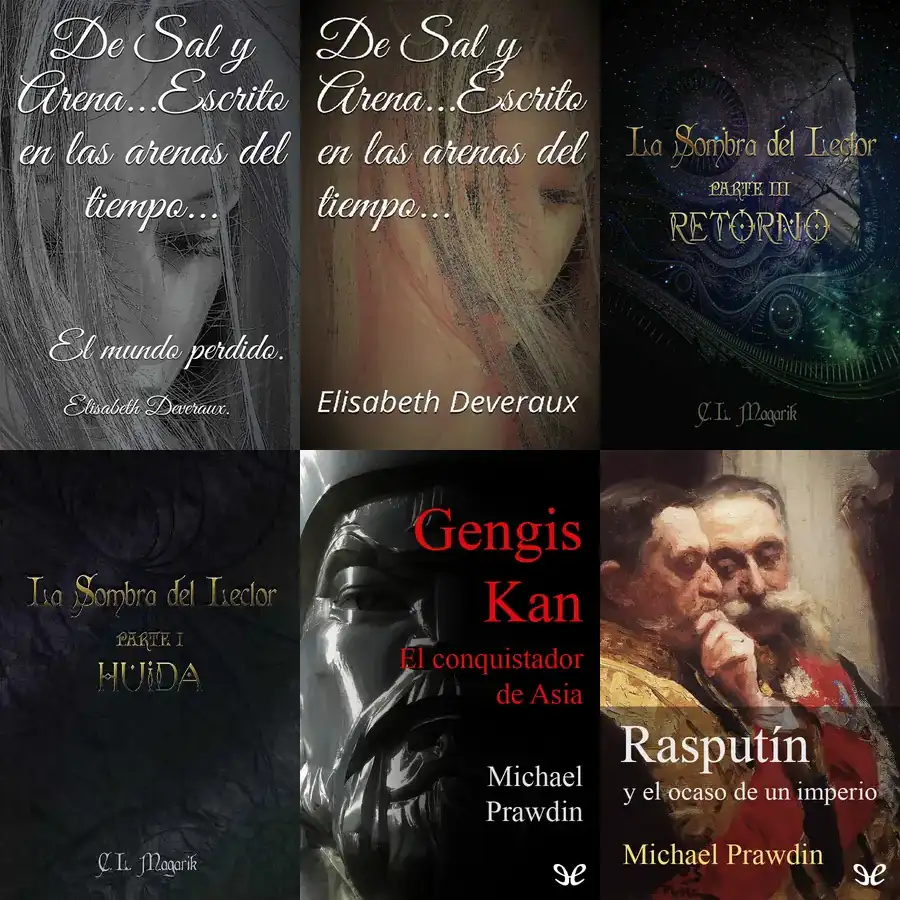 De Sal y
Arena...Escrito
en las arenas del
tiempo...
El mundo perdido.
Elisabeth Deveraux.
De Sal y
Arena...Escrito
en las arenas del
tiempo...
Elisabeth Deveraux
La Sombra del Lector
PARTE III
RETORNO
C.L. Magarik
La Sombra del Lector
PARTE I
HUIDA
C.L. Magarik
Gengis
Kan
El conquistador
de Asia
Michael
Prawdin
Rasputín
y el ocaso de un imperio
Michael Prawdin